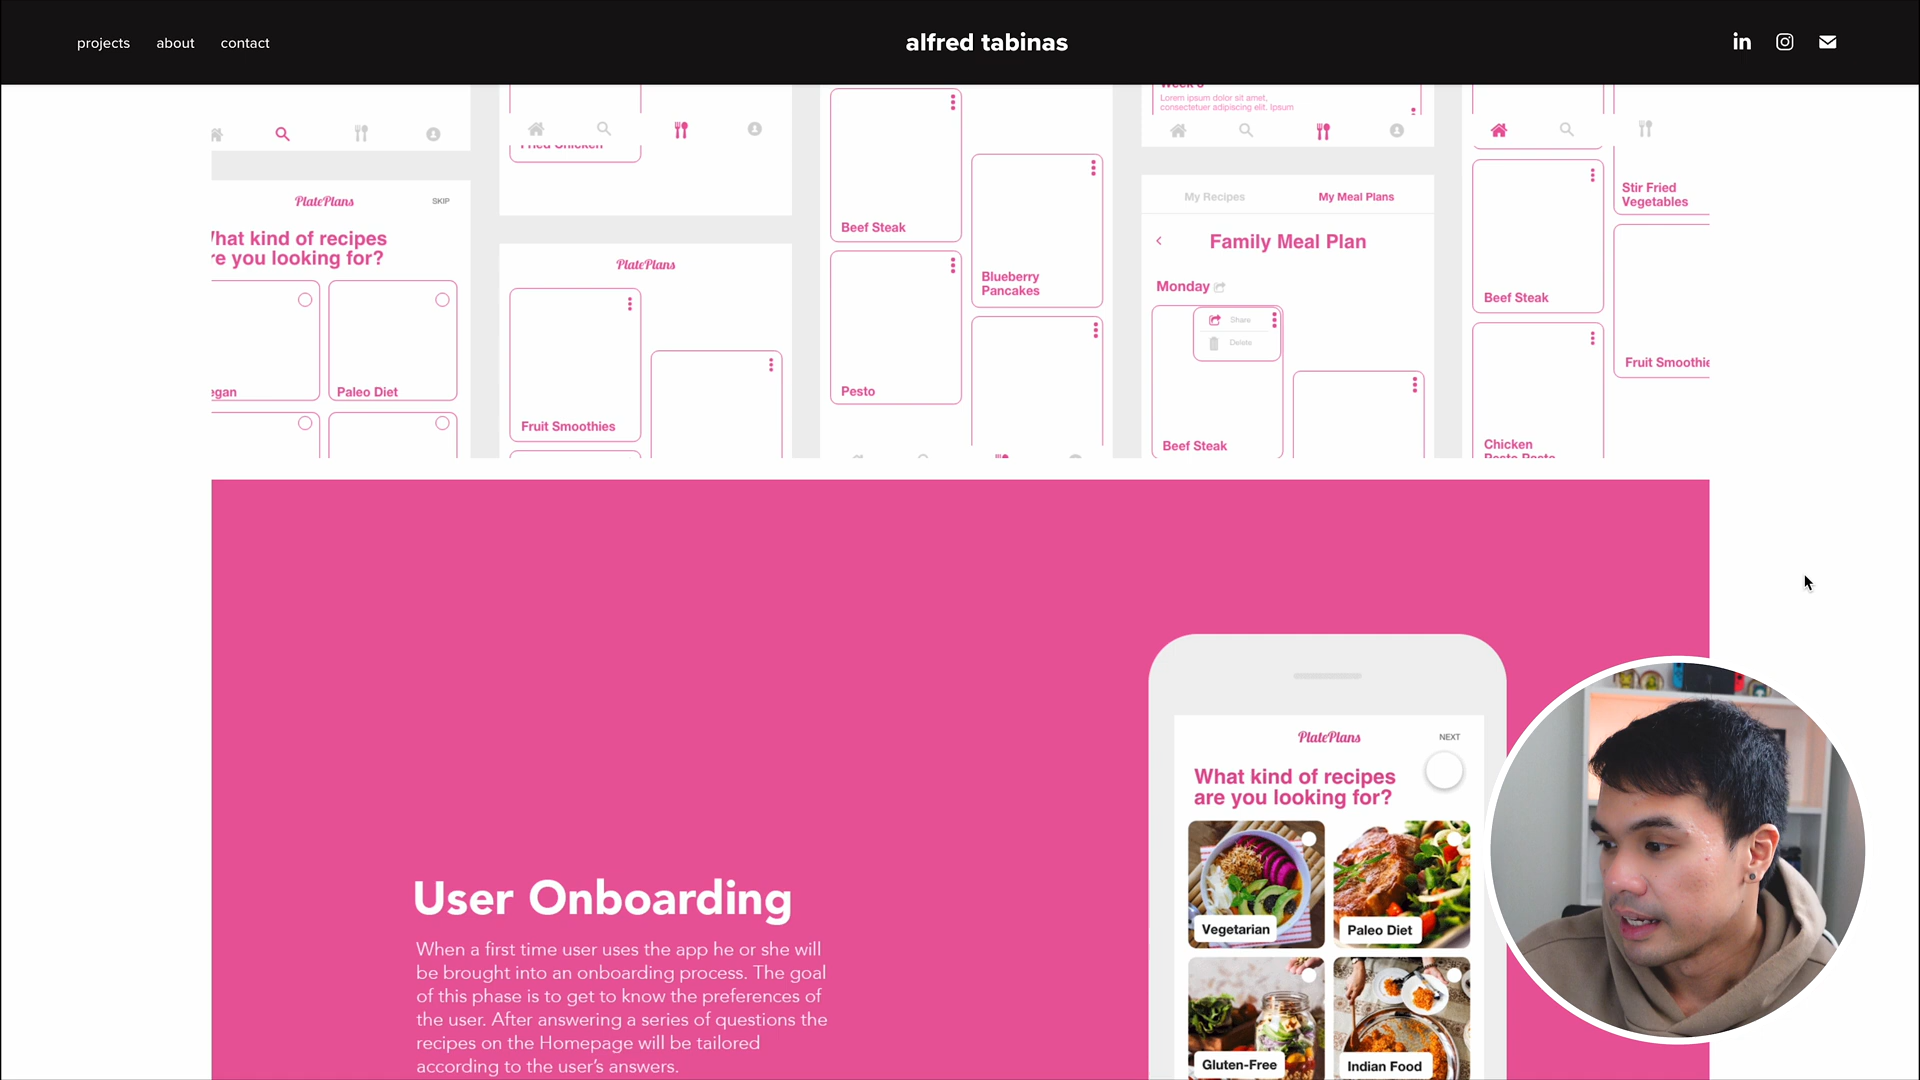 projects
about
contact
alfred tabinas
Lorem ipsum dolor sit amet,
consectetuer adipiscing elit. Ipsum
PlatePlans
SKIP
hat kind of recipes
re you looking for?
egan
Paleo Diet
PlatePlans
Fruit Smoothies
Beef Steak
Pesto
Blueberry
Pancakes
My Recipes
My Meal Plans
Family Meal Plan
Monday
Share
Delete
Beef Steak
Beef Steak
Chicken
Stir Fried
Vegetables
Fruit Smoothie
User Onboarding
When a first time user uses the app he or she will
be brought into an onboarding process. The goal
of this phase is to get to know the preferences of
the user. After answering a series of questions the
recipes on the Homepage will be tailored
according to the user's answers.
PlatePlans
NEXT
What kind of recipes
are you looking for?
Vegetarian
Paleo Diet
Gluten-Free
Indian Food